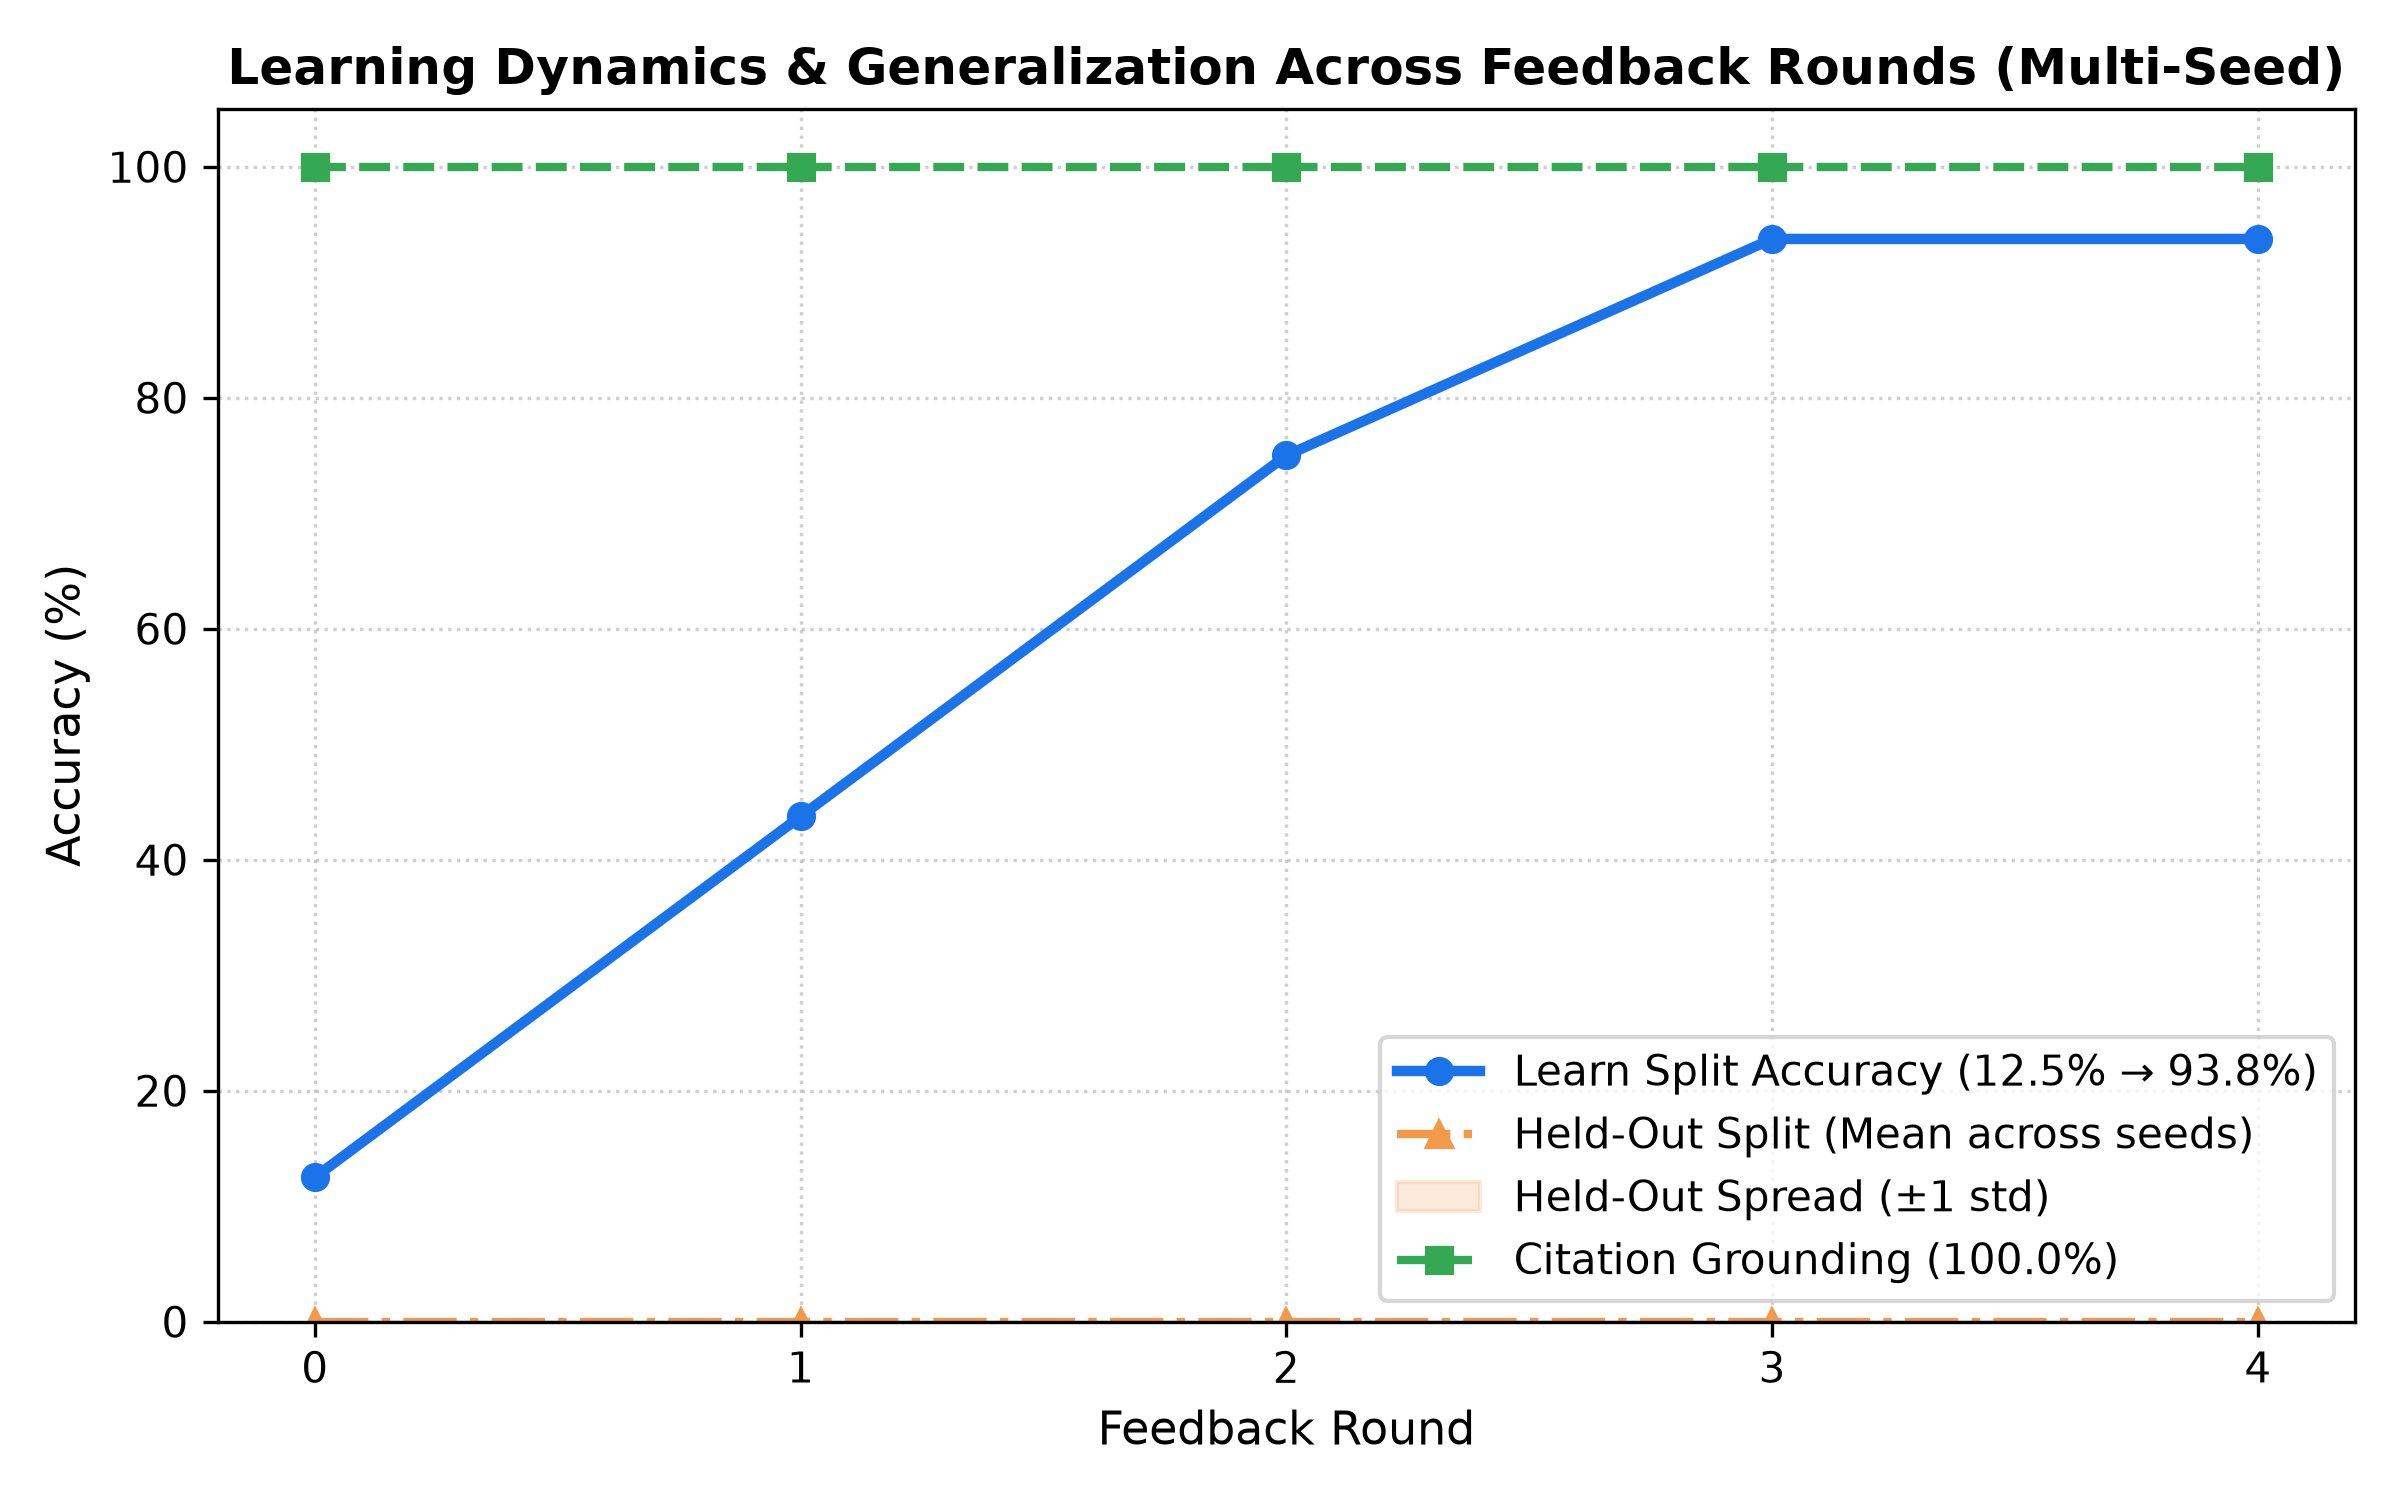 Learning Dynamics & Generalization Across Feedback Rounds (Multi-Seed)
100
80
60
40
20
0
Accuracy (%)
Learn Split Accuracy (12.5% → 93.8%)
Held-Out Split (Mean across seeds)
Held-Out Spread (±1 std)
Citation Grounding (100.0%)
0 1 2 3 4
Feedback Round